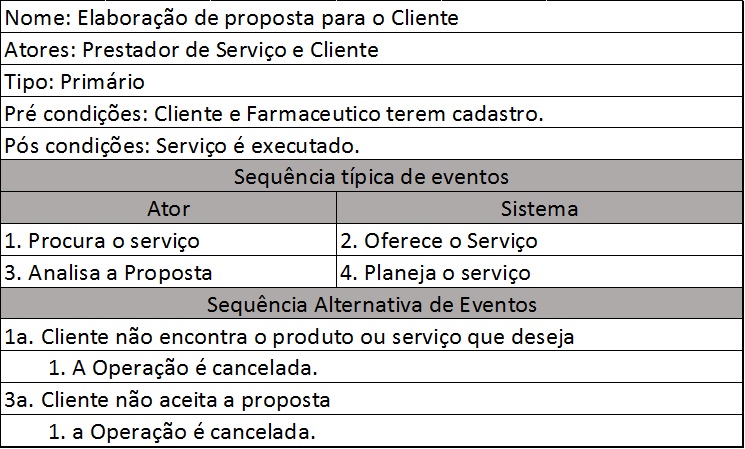 Nome: Elaboração de proposta para o Cliente
Atores: Prestador de Serviço e Cliente
Tipo: Primário
Pré condições: Cliente e Farmaceutico terem cadastro.
Pós condições: Serviço é executado.
Sequência típica de eventos
Ator Sistema
1. Procura o serviço 2. Oferece o Serviço
3. Analisa a Proposta 4. Planeja o serviço
Sequência Alternativa de Eventos
1a. Cliente não encontra o produto ou serviço que deseja
1. A Operação é cancelada.
3a. Cliente não aceita a proposta
1. a Operação é cancelada.